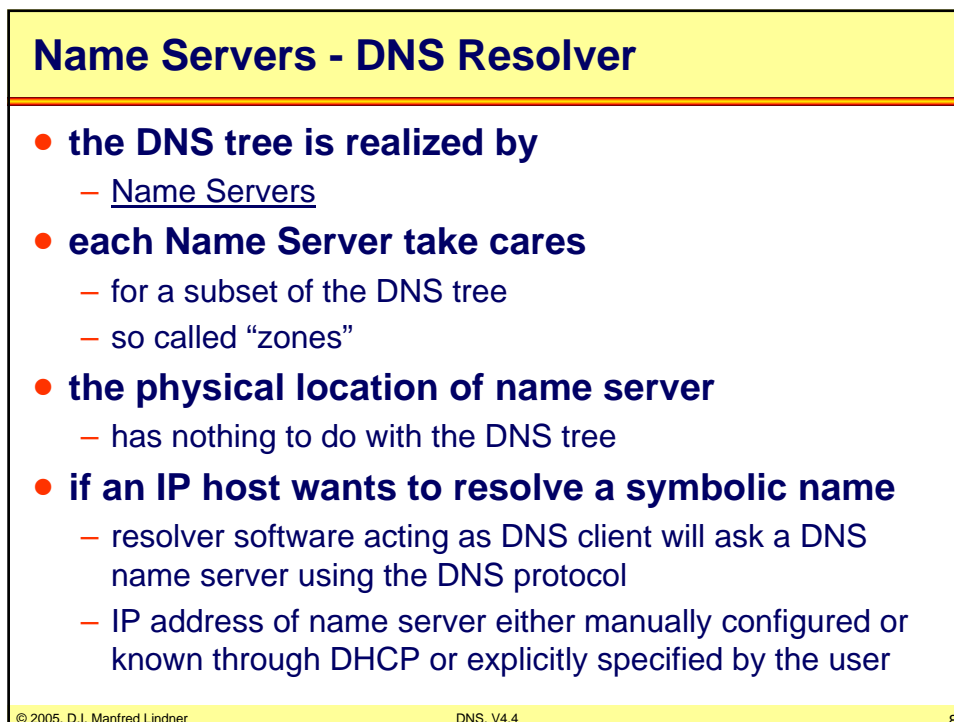 Name Servers - DNS Resolver
• the DNS tree is realized by
– Name Servers
• each Name Server take cares
– for a subset of the DNS tree
– so called “zones”
• the physical location of name server
– has nothing to do with the DNS tree
• if an IP host wants to resolve a symbolic name
– resolver software acting as DNS client will ask a DNS
name server using the DNS protocol
– IP address of name server either manually configured or
known through DHCP or explicitly specified by the user
© 2005, D.I. Manfred Lindner
DNS, V4.4